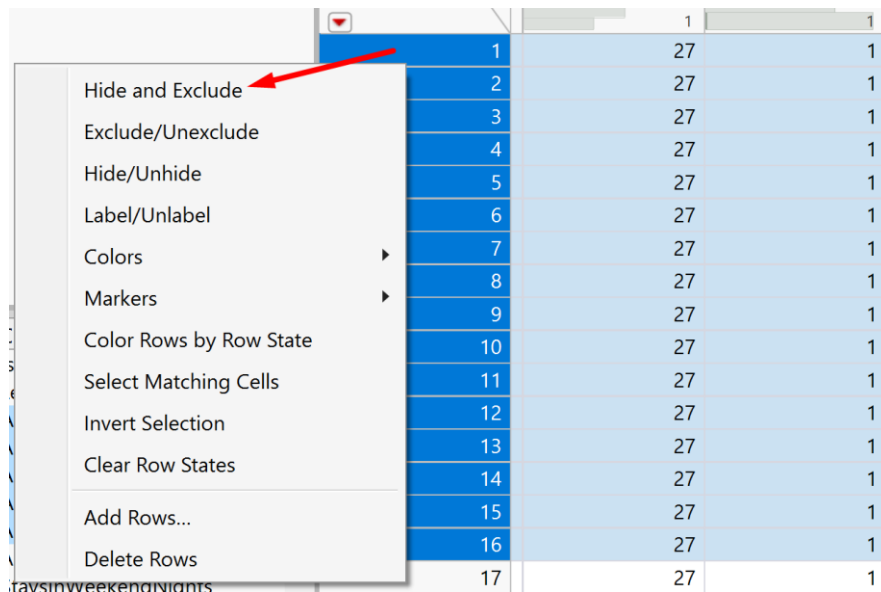 1 1
1 27 1
Hide and Exclude 2 27 1
Exclude/Unexclude 3 27 1
Hide/Unhide 4 27 1
5 27 1
Label/Unlabel 6 27 1
Colors 7 27 1
Markers 8 27 1
9 27 1
Color Rows by Row State 10 27 1
Select Matching Cells 11 27 1
Invert Selection 12 27 1
Clear Row States 13 27 1
14 27 1
Add Rows... 15 27 1
Delete Rows 16 27 1
StaysInWeekendNights 17 27 1